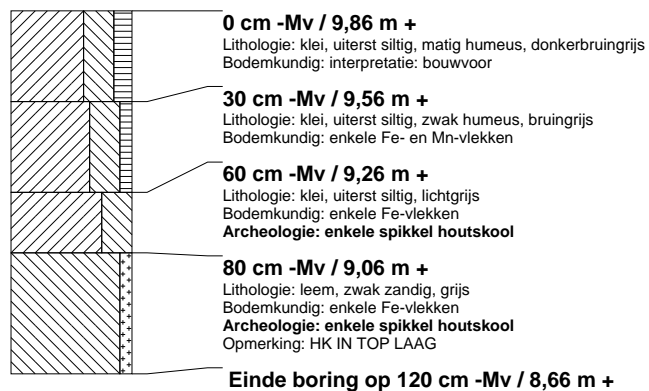 0 cm -Mv / 9,86 m +
Lithologie: klei, uiterst siltig, matig humeus, donkerbruingrijs
Bodemkundig: interpretatie: bouwvoor
30 cm -Mv / 9,56 m +
Lithologie: klei, uiterst siltig, zwak humeus, bruingrijs
Bodemkundig: enkele Fe- en Mn-vlekken
60 cm -Mv / 9,26 m +
Lithologie: klei, uiterst siltig, lichtgrijs
Bodemkundig: enkele Fe-vlekken
Archeologie: enkele spikkel houtskool
80 cm -Mv / 9,06 m +
Lithologie: leem, zwak zandig, grijs
Bodemkundig: enkele Fe-vlekken
Archeologie: enkele spikkel houtskool
Opmerking: HK IN TOP LAAG
Einde boring op 120 cm -Mv / 8,66 m +